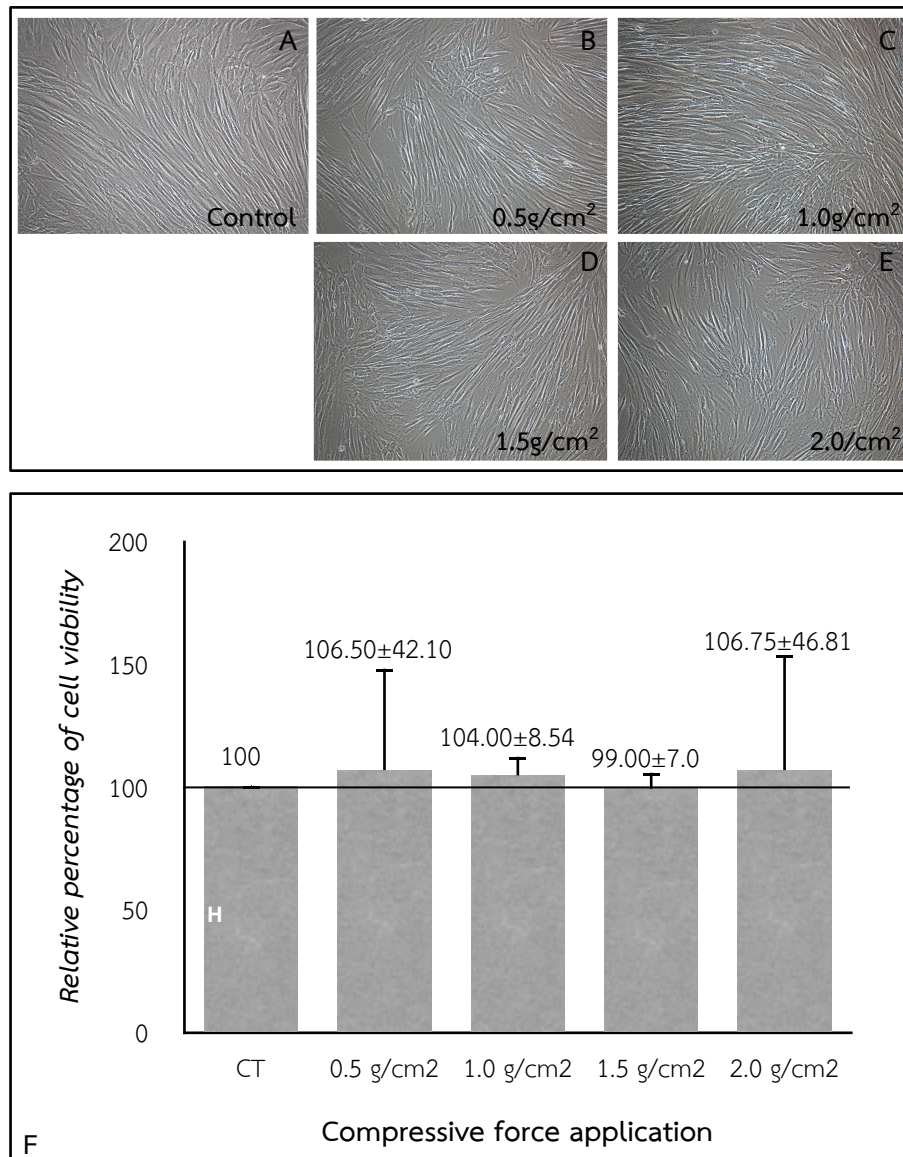 A
B
C
Control
0.5g/cm²
1.0g/cm²
D
E
1.5g/cm²
2.0/cm²
200
150
100
50
0
Relative percentage of cell viability
100
106.50±42.10
104.00±8.54
99.00±7.0
106.75±46.81
H
CT
0.5 g/cm2
1.0 g/cm2
1.5 g/cm2
2.0 g/cm2
Compressive force application
F